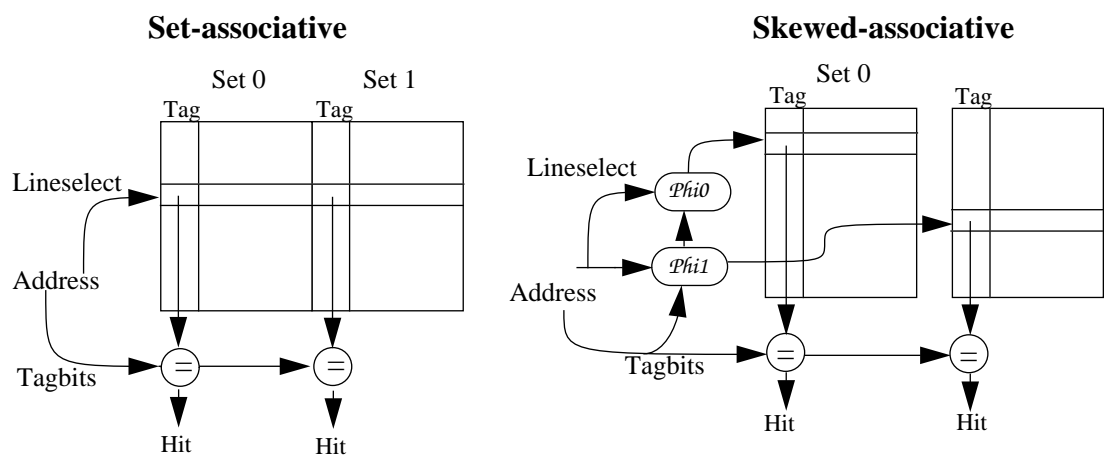 Set-associative
Set 0
Set 1
Tag
Tag
Lineselect
Address
Tagbits
=
=
Hit
Hit
Skewed-associative
Set 0
Tag
Tag
Lineselect
Phi0
Phi1
Address
Tagbits
=
=
Hit
Hit